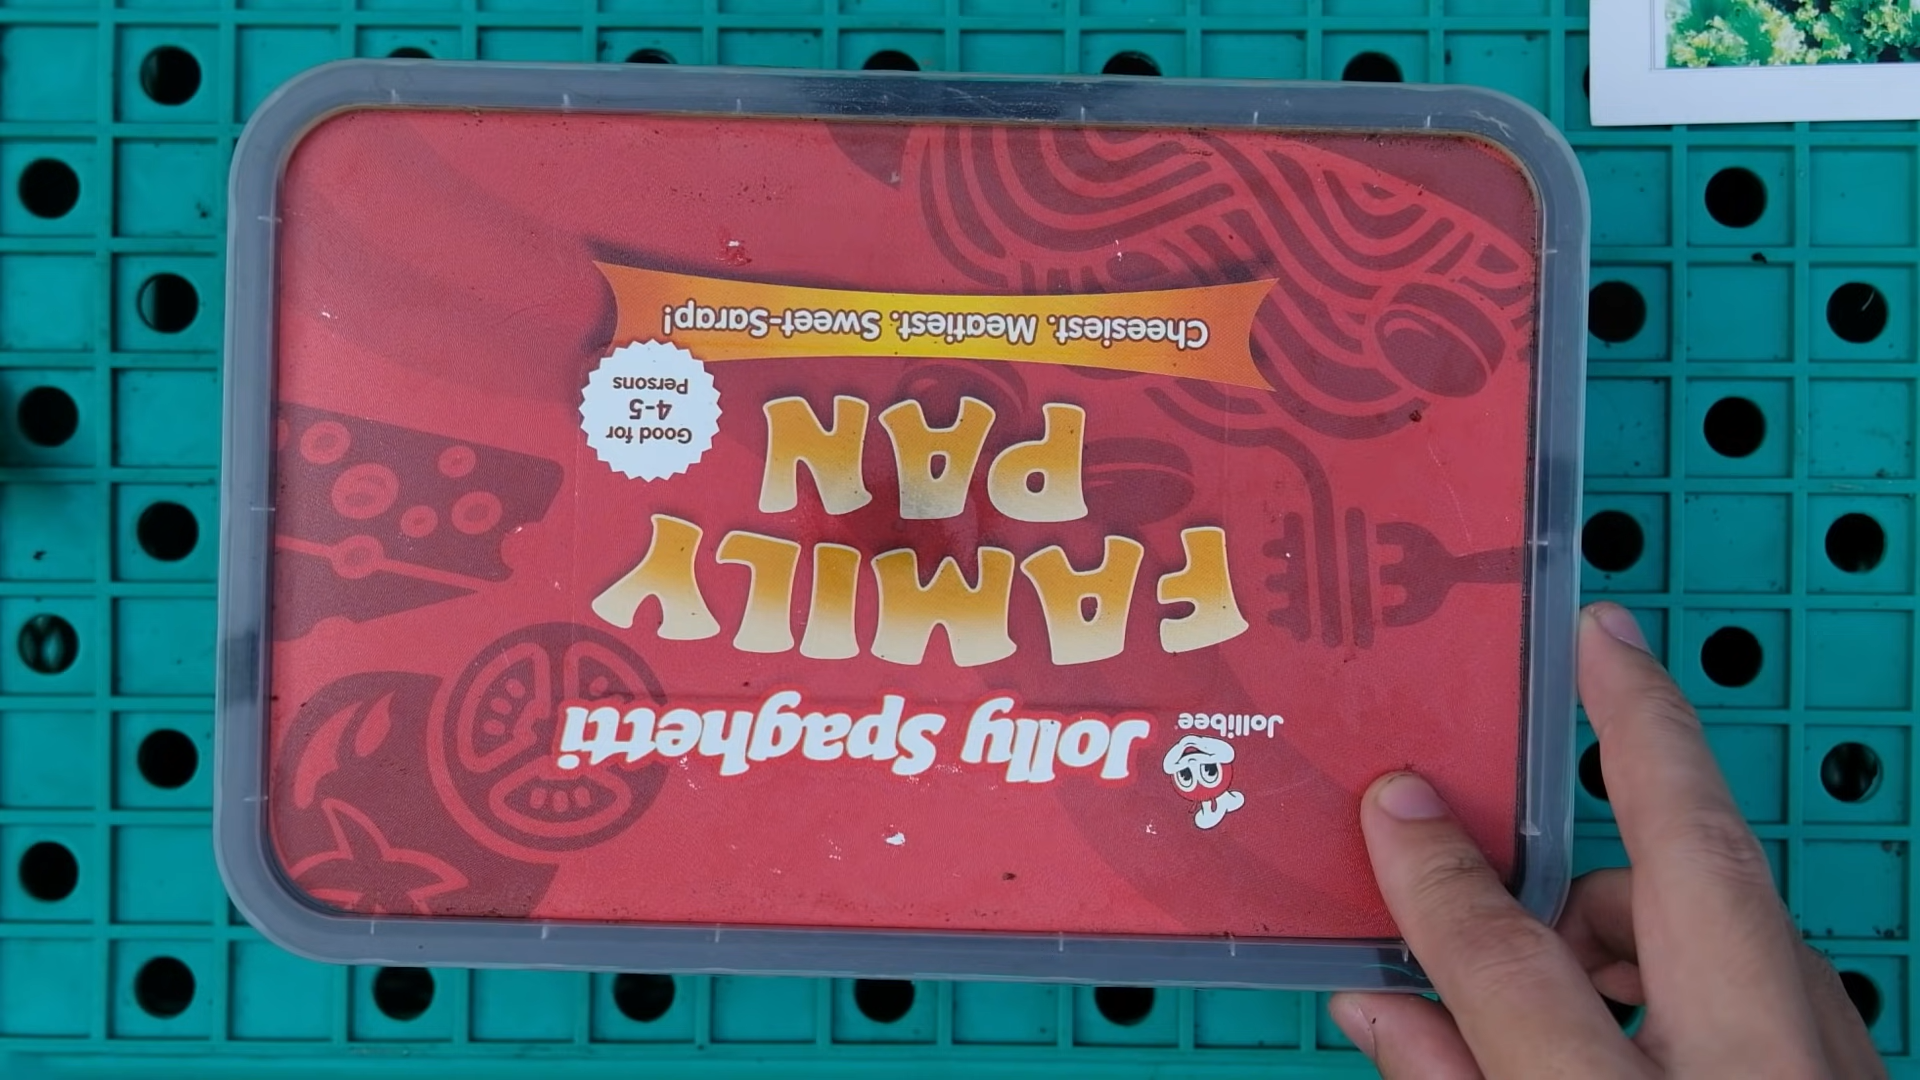 Jollibee
Jolly Spaghetti
FAMILY
PAN
Good for
4-5
Persons
Cheesiest. Meatiest. Sweet-Sarap!